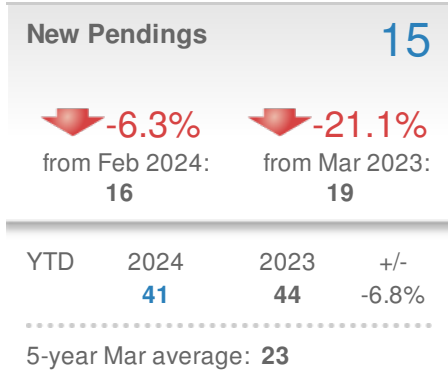 New Pendings 15
-6.3% -21.1%
from Feb 2024: from Mar 2023:
16 19
YTD 2024 2023 +/-
41 44 -6.8%
5-year Mar average: 23